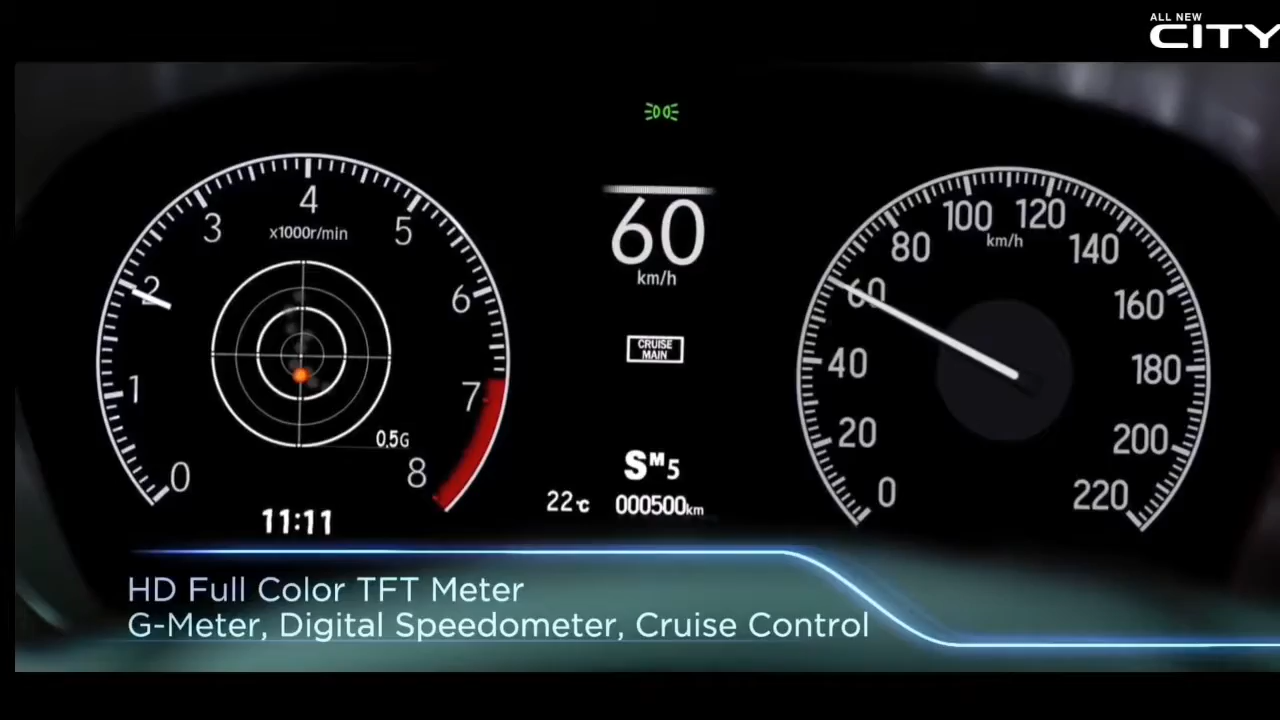 ALL NEW
CITY
4
3
5
x1000r/min
2
6
1
7
0.5G
0
8
11:11
60
km/h
CRUISE
MAIN
SM5
22°C
000500km
100
120
80
km/h
140
60
160
40
180
20
200
0
220
HD Full Color TFT Meter
G-Meter, Digital Speedometer, Cruise Control